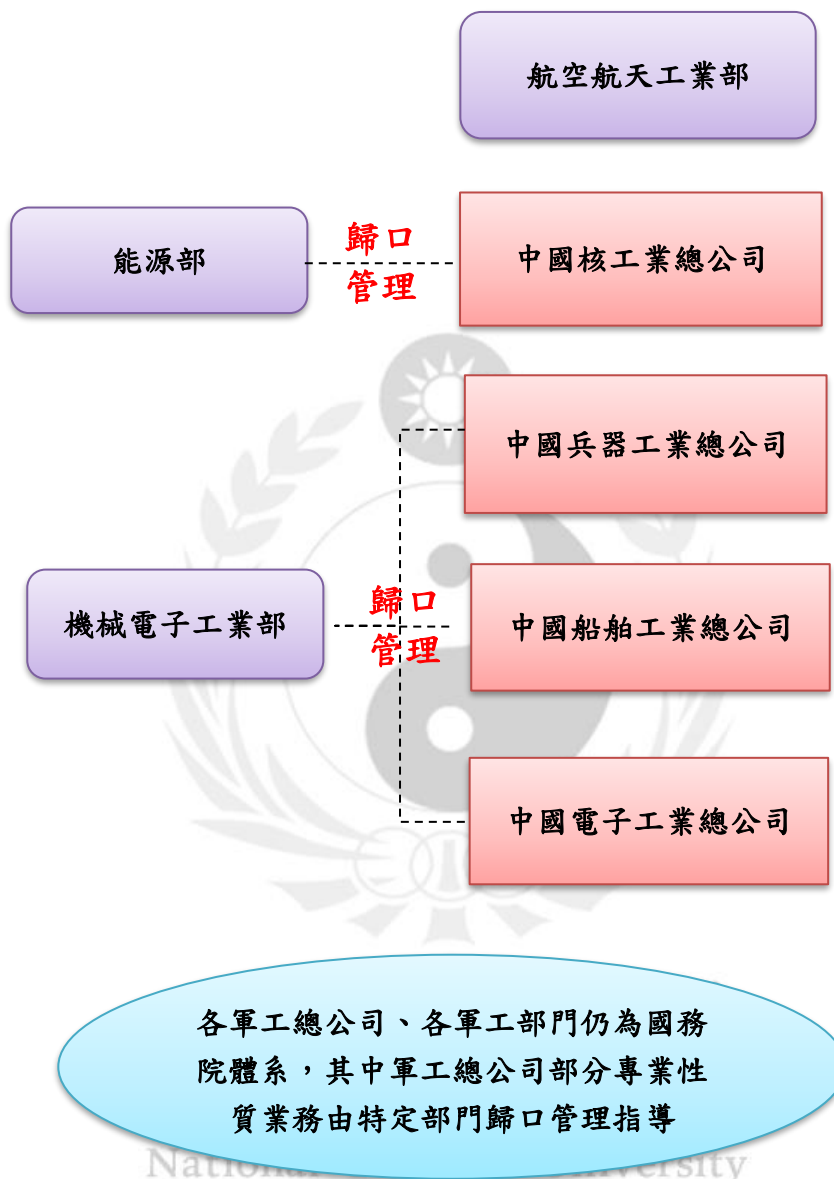 航空航天工業部
能源部
歸口
管理
中國核工業總公司
中國兵器工業總公司
機械電子工業部
歸口
管理
中國船舶工業總公司
中國電子工業總公司
各軍工總公司、各軍工部門仍為國務
院體系，其中軍工總公司部分專業性
質業務由特定部門歸口管理指導